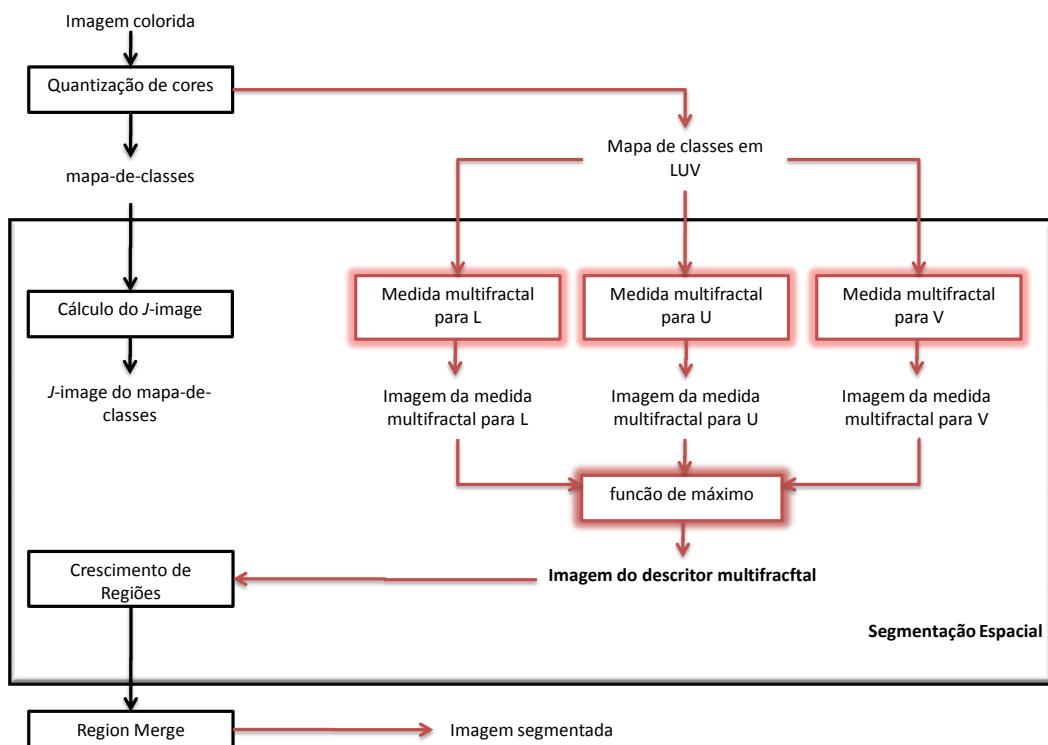 Imagem colorida
Quantização de cores
mapa-de-classes
Mapa de classes em
LUV
Cálculo do J-image
J-image do mapa-de-
classes
Medida multifractal
para L
Medida multifractal
para U
Medida multifractal
para V
Imagem da medida
multifractal para L
Imagem da medida
multifractal para U
Imagem da medida
multifractal para V
funcão de máximo
Imagem do descritor multifracftal
Crescimento de
Regiões
Segmentação Espacial
Region Merge
Imagem segmentada